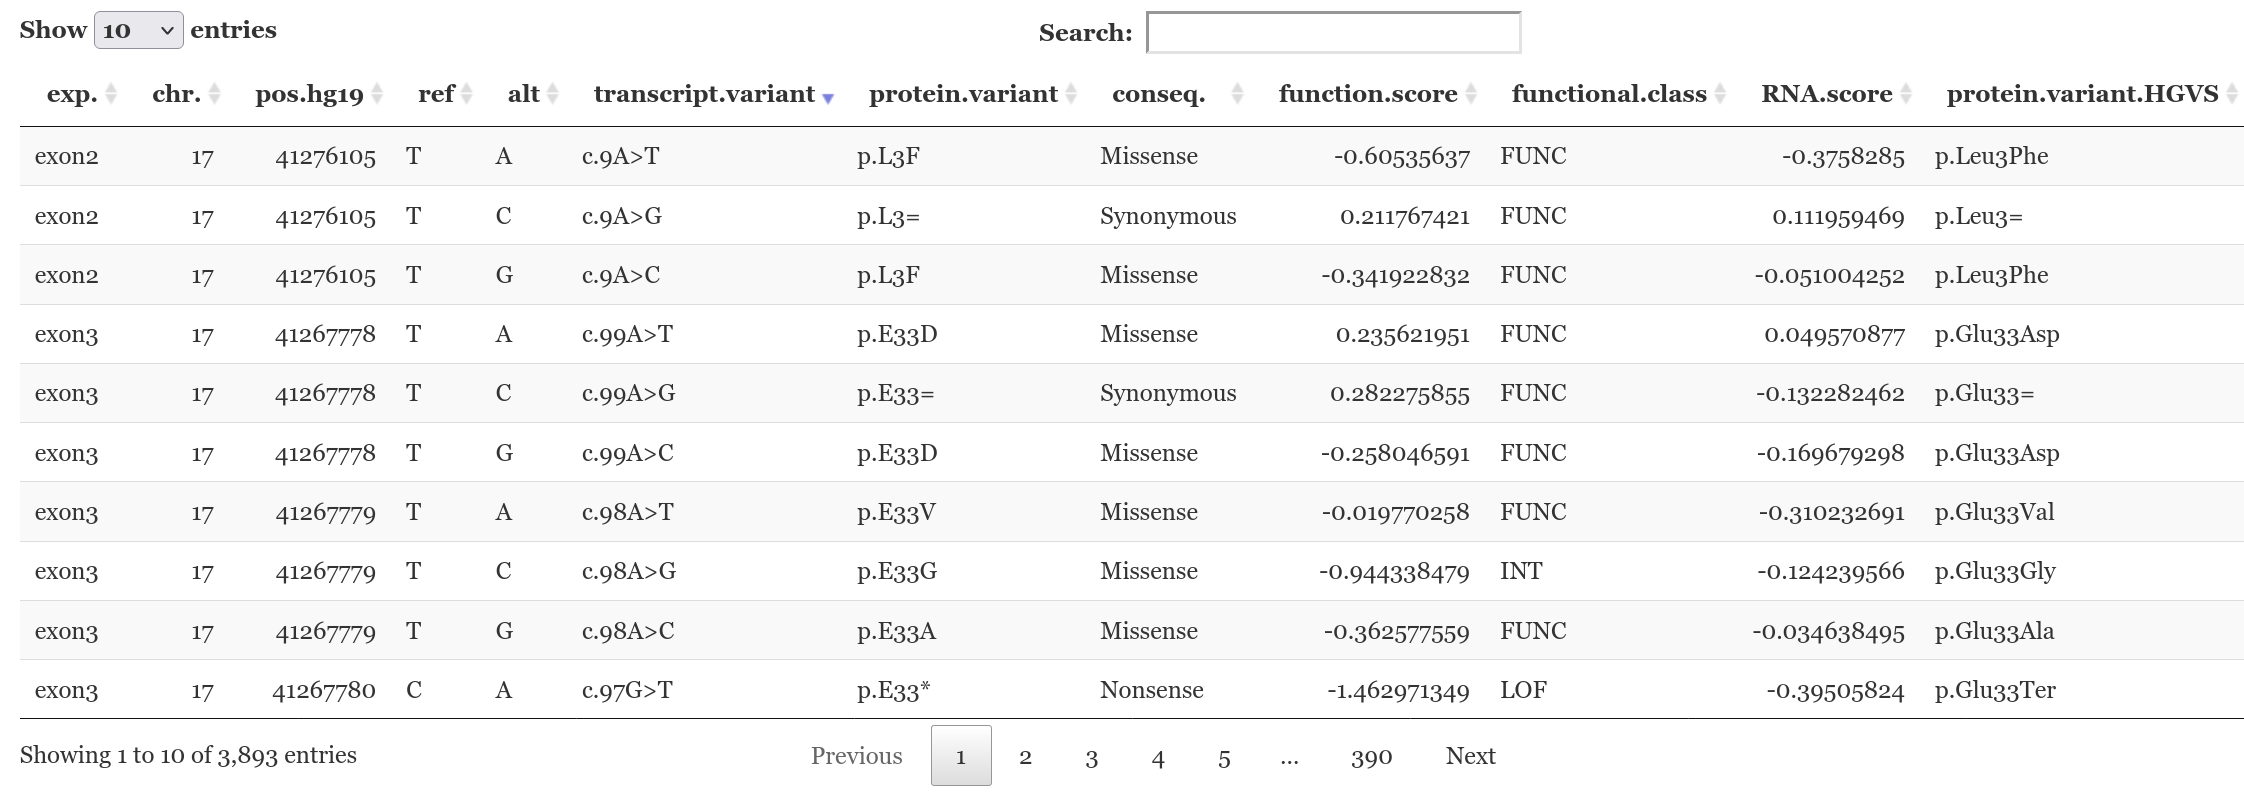 Show 10 entries Search:
exp. chr. pos.hg19 ref alt transcript.variant protein.variant conseq. function.score functional.class RNA.score protein.variant.HGVS
exon2 17 41276105 T A c.9A>T p.L3F Missense -0.60535637 FUNC -0.3758285 p.Leu3Phe
exon2 17 41276105 T C c.9A>G p.L3= Synonymous 0.211767421 FUNC 0.111959469 p.Leu3=
exon2 17 41276105 T G c.9A>C p.L3F Missense -0.341922832 FUNC -0.051004252 p.Leu3Phe
exon3 17 41267778 T A c.99A>T p.E33D Missense 0.235621951 FUNC 0.049570877 p.Glu33Asp
exon3 17 41267778 T C c.99A>G p.E33= Synonymous 0.282275855 FUNC -0.132282462 p.Glu33=
exon3 17 41267778 T G c.99A>C p.E33D Missense -0.258046591 FUNC -0.169679298 p.Glu33Asp
exon3 17 41267779 T A c.98A>T p.E33V Missense -0.019770258 FUNC -0.310232691 p.Glu33Val
exon3 17 41267779 T C c.98A>G p.E33G Missense -0.944338479 INT -0.124239566 p.Glu33Gly
exon3 17 41267779 T G c.98A>C p.E33A Missense -0.362577559 FUNC -0.034638495 p.Glu33Ala
exon3 17 41267780 C A c.97G>T p.E33* Nonsense -1.462971349 LOF -0.39505824 p.Glu33Ter
Showing 1 to 10 of 3,893 entries Previous 1 2 3 4 5 ... 390 Next